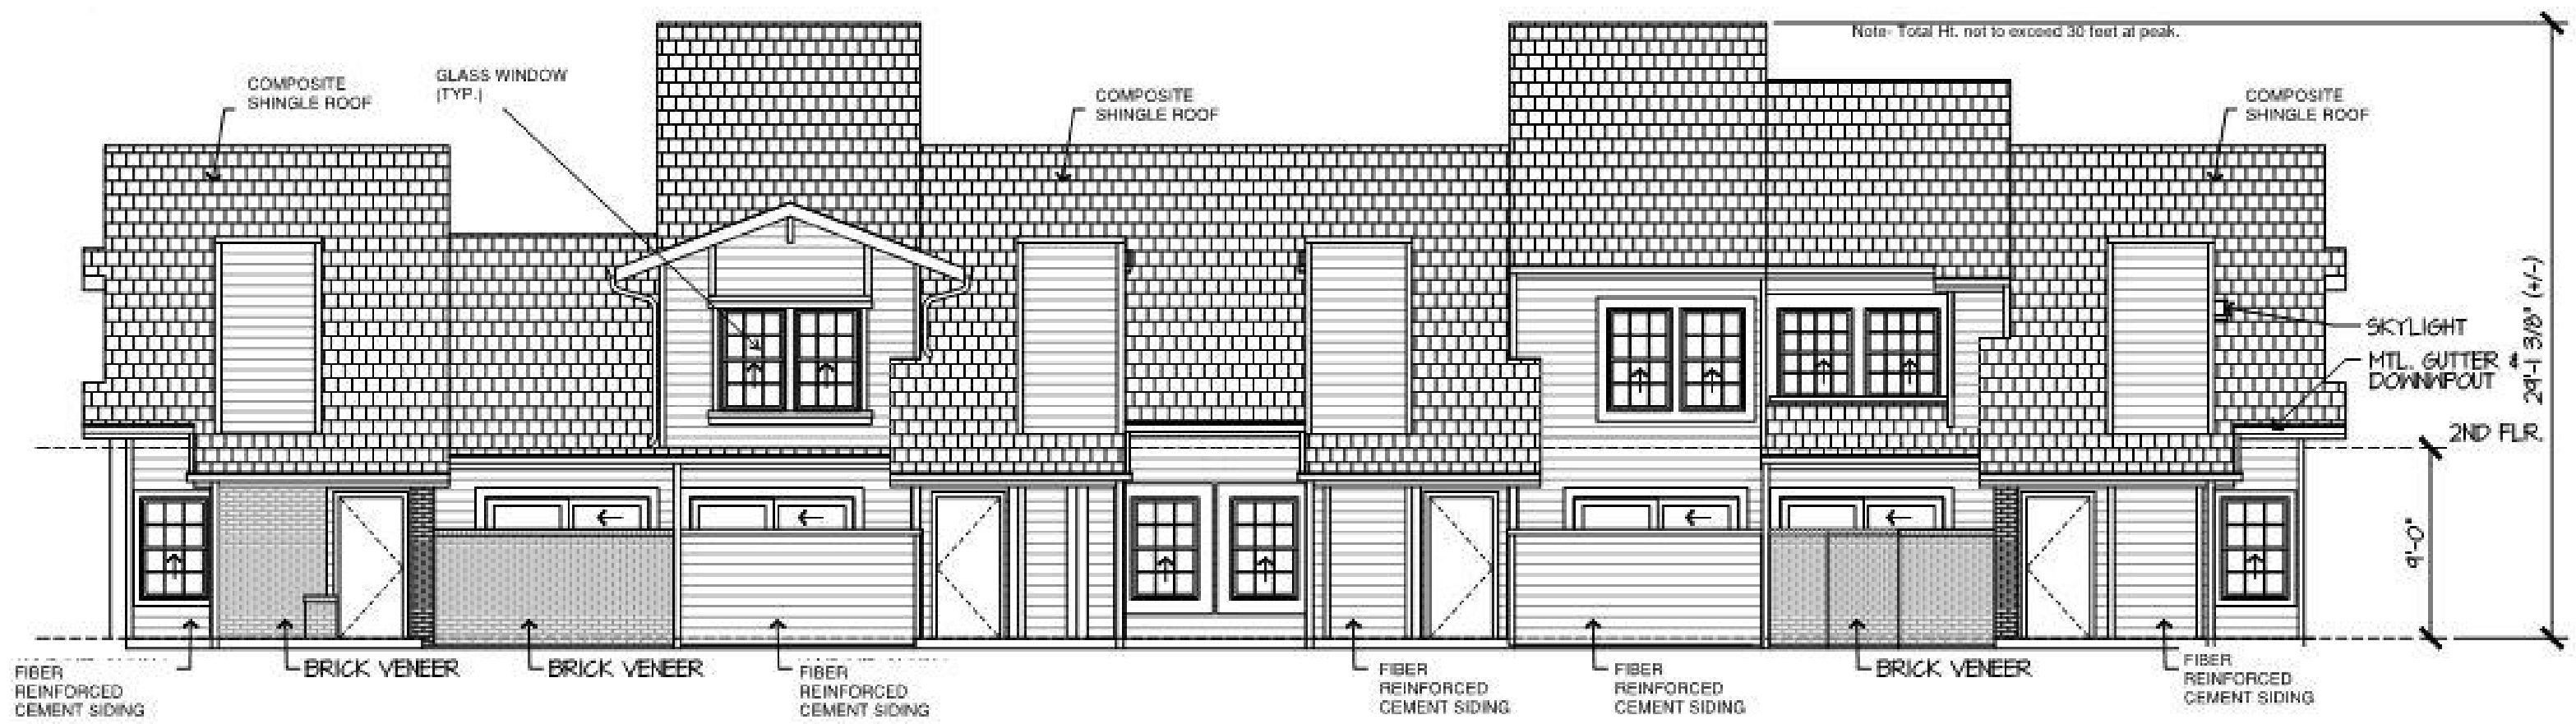 Note- Total Ht. not to exceed 30 feet at peak.
COMPOSITE
SHINGLE ROOF
GLASS WINDOW
(TYP.)
COMPOSITE
SHINGLE ROOF
COMPOSITE
SHINGLE ROOF
29'-1 3/8" (+/-)
SKYLIGHT
MTL. GUTTER &
DOWNWPOUT
2ND FLR.
9'-0"
FIBER
REINFORCED
CEMENT SIDING
BRICK VENEER
BRICK VENEER
FIBER
REINFORCED
CEMENT SIDING
FIBER
REINFORCED
CEMENT SIDING
FIBER
REINFORCED
CEMENT SIDING
BRICK VENEER
FIBER
REINFORCED
CEMENT SIDING